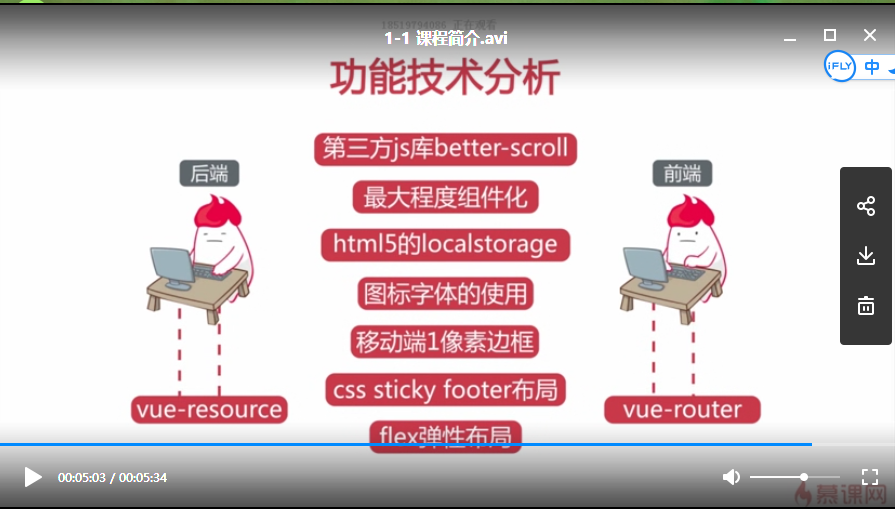 18519794086 正在观看
1-1 课程简介.avi
功能技术分析
iFLY 中
第三方js库better-scroll
后端
前端
最大程度组件化
html5的localstorage
图标字体的使用
移动端1像素边框
css sticky footer布局
vue-resource
vue-router
flex弹性布局
00:05:03 / 00:05:34
慕课网